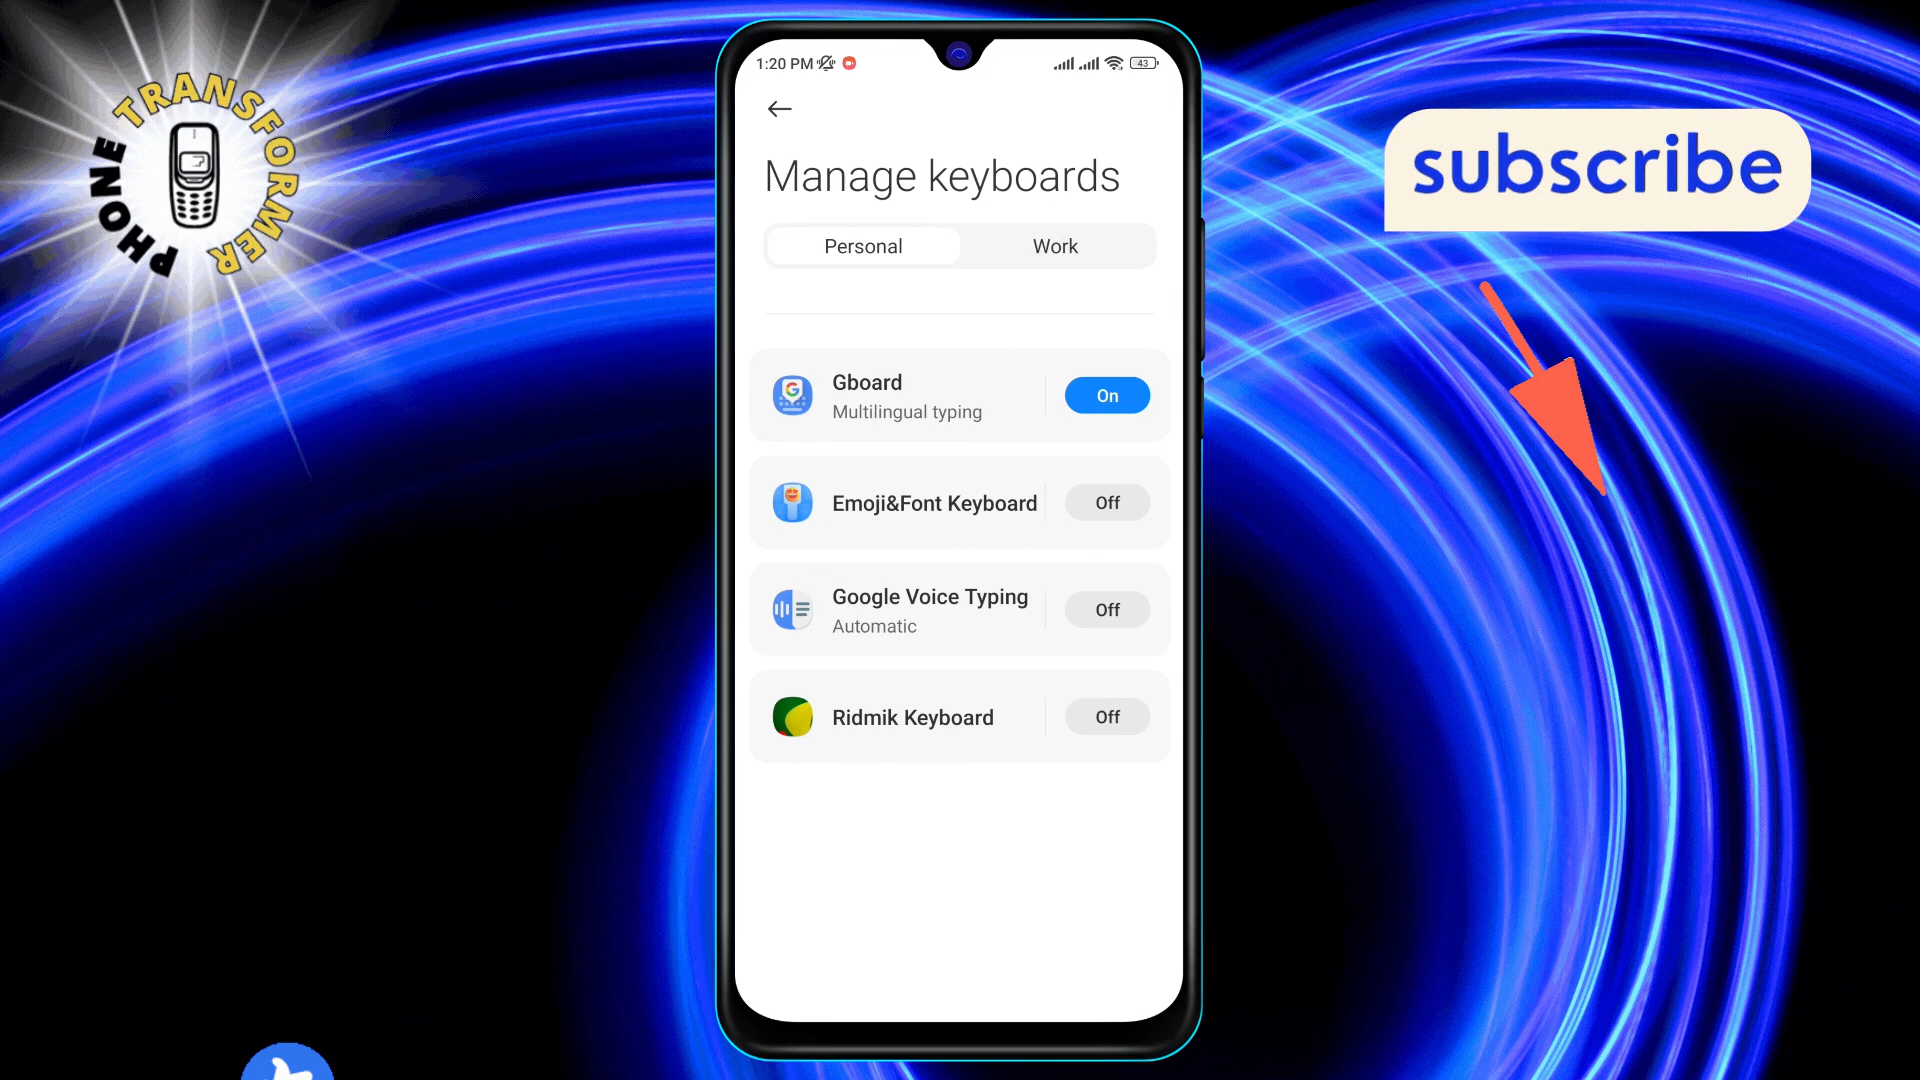 PHONE TRANSFORMER
1:20 PM
43
Manage keyboards
Personal
Work
Gboard
Multilingual typing
On
Emoji&Font Keyboard
Off
Google Voice Typing
Automatic
Off
Ridmik Keyboard
Off
subscribe